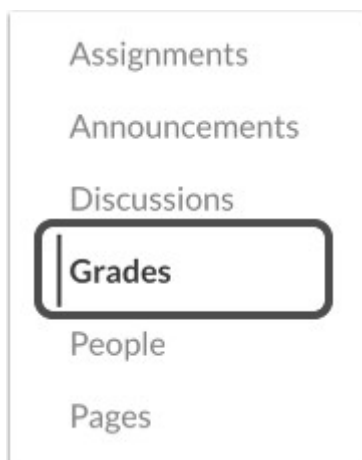 Assignments
Announcements
Discussions
Grades
People
Pages